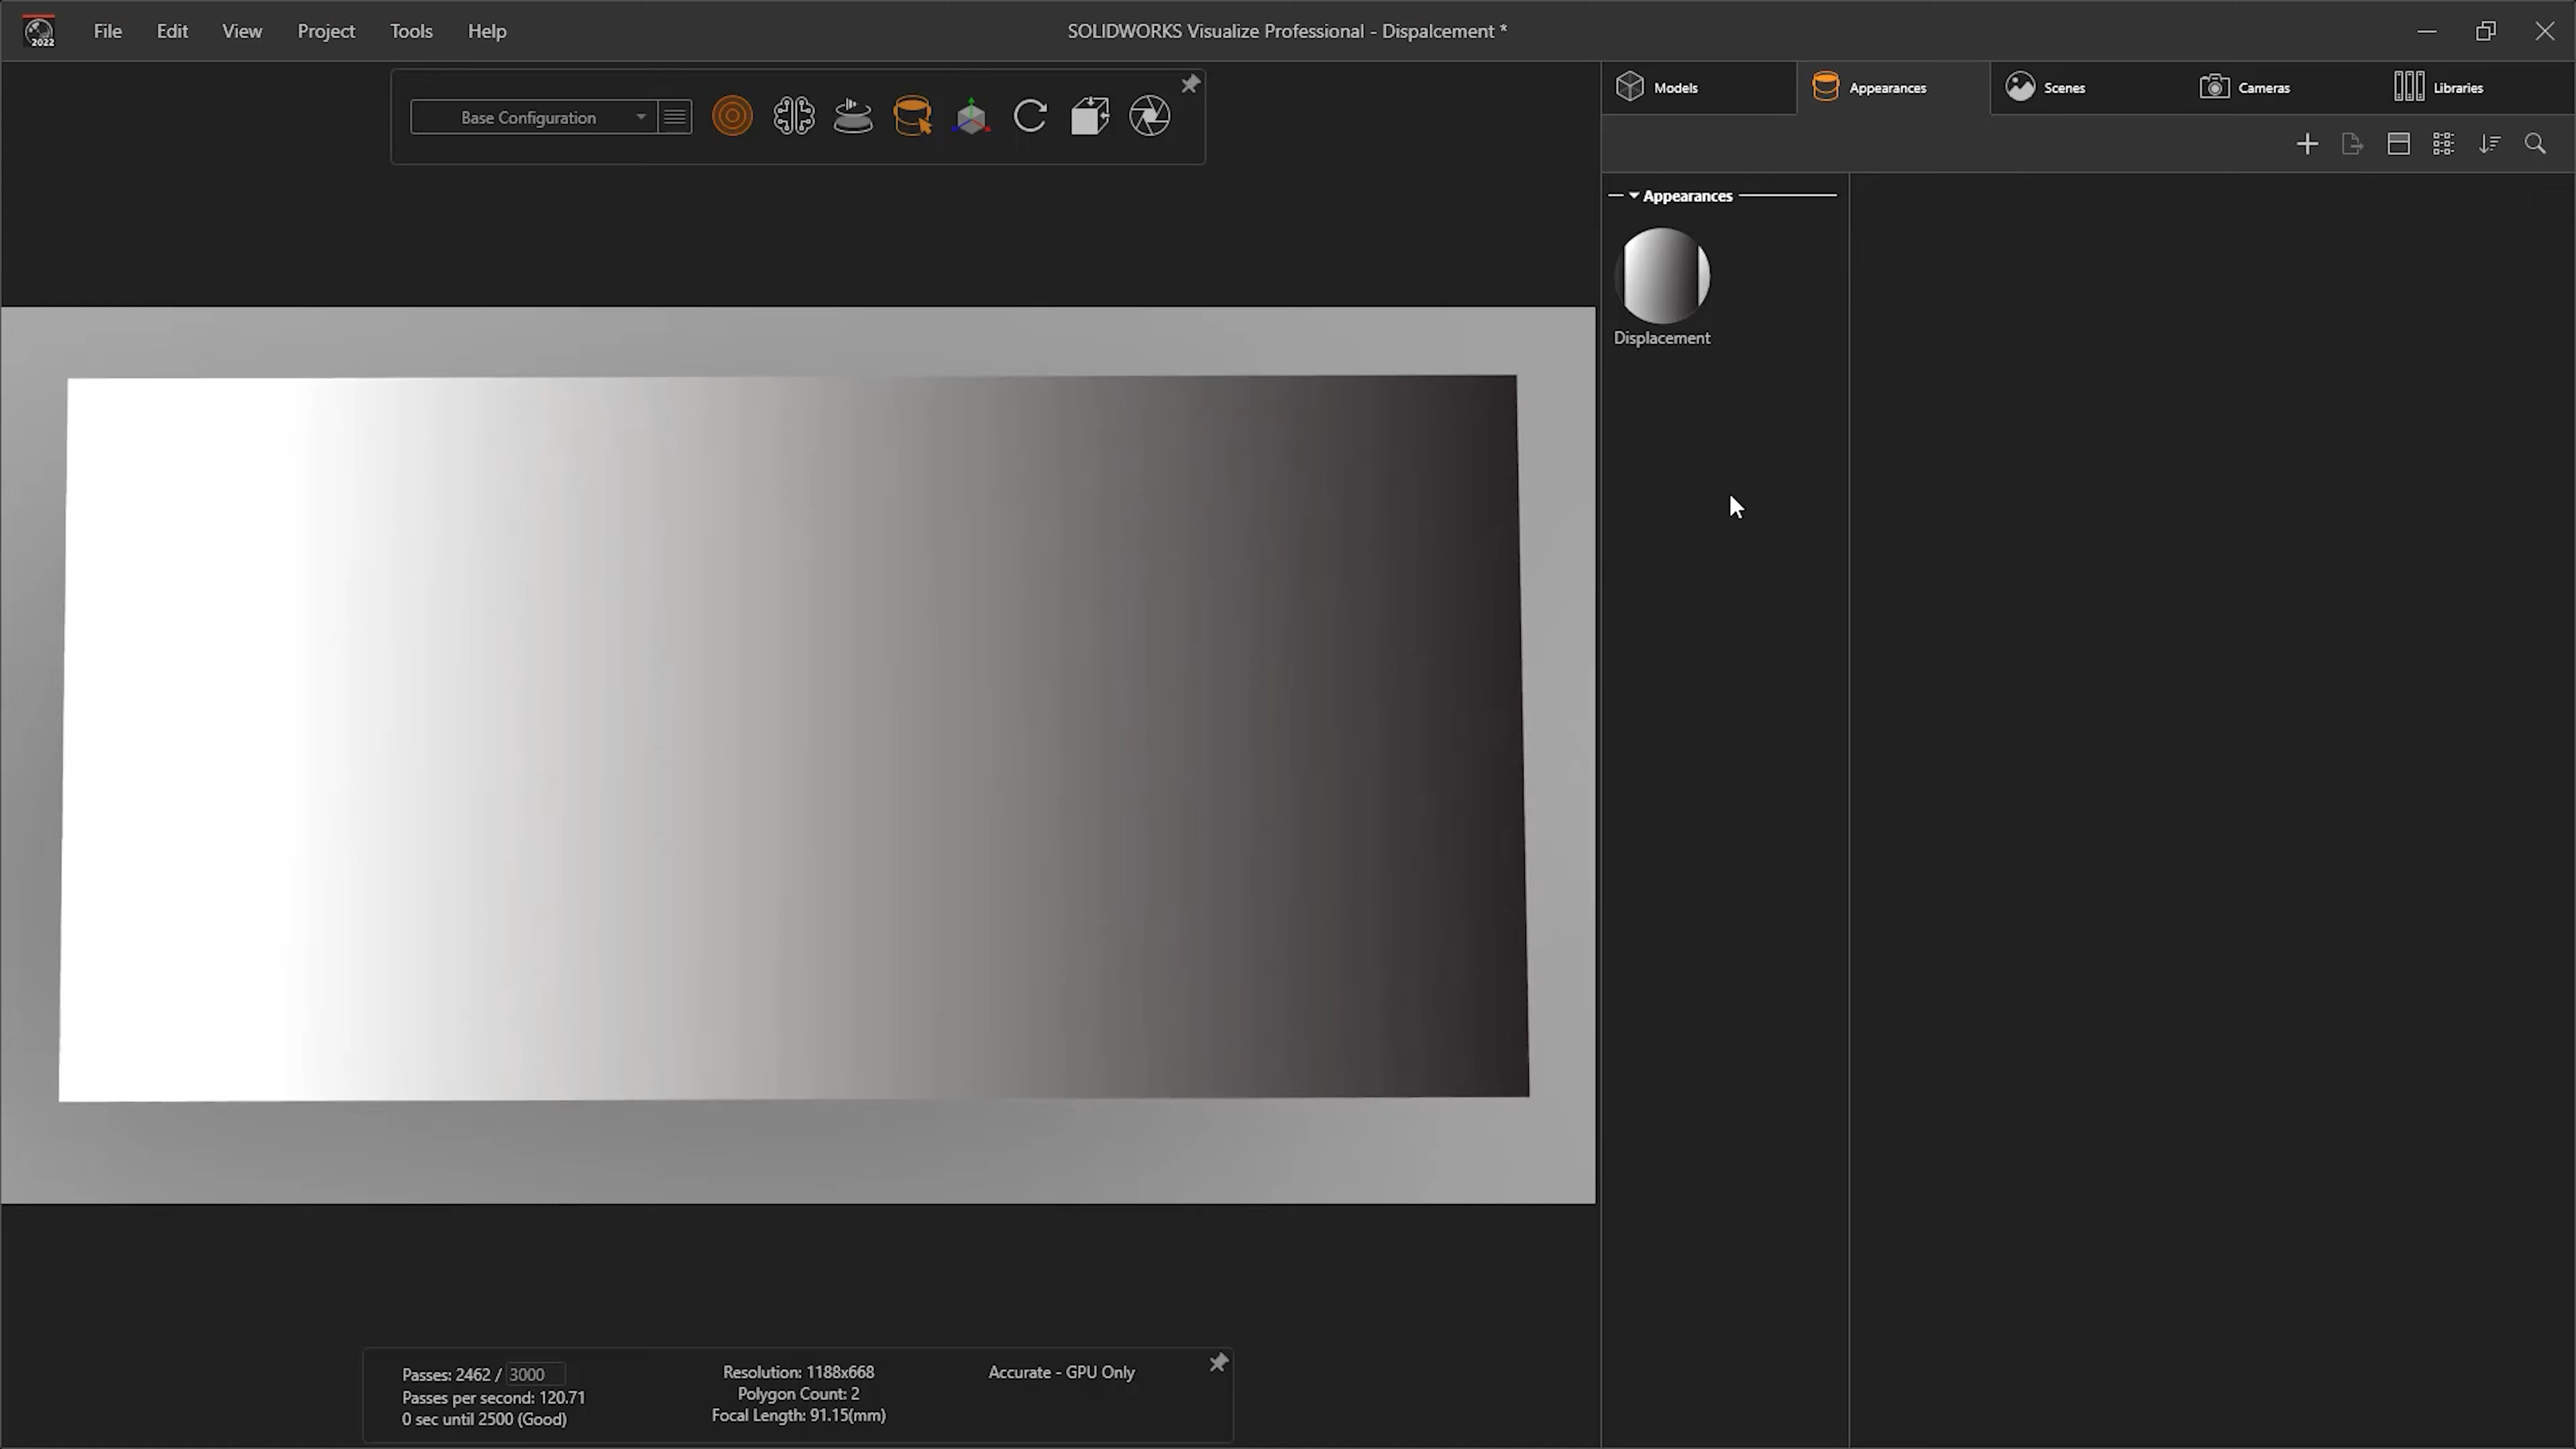 2022
File Edit View Project Tools Help
SOLIDWORKS Visualize Professional - Dispalcement *
Base Configuration
Models Appearances Scenes Cameras Libraries
Appearances
Displacement
Passes: 2462 / 3000
Passes per second: 120.71
0 sec until 2500 (Good)
Resolution: 1188x668
Polygon Count: 2
Focal Length: 91.15(mm)
Accurate - GPU Only